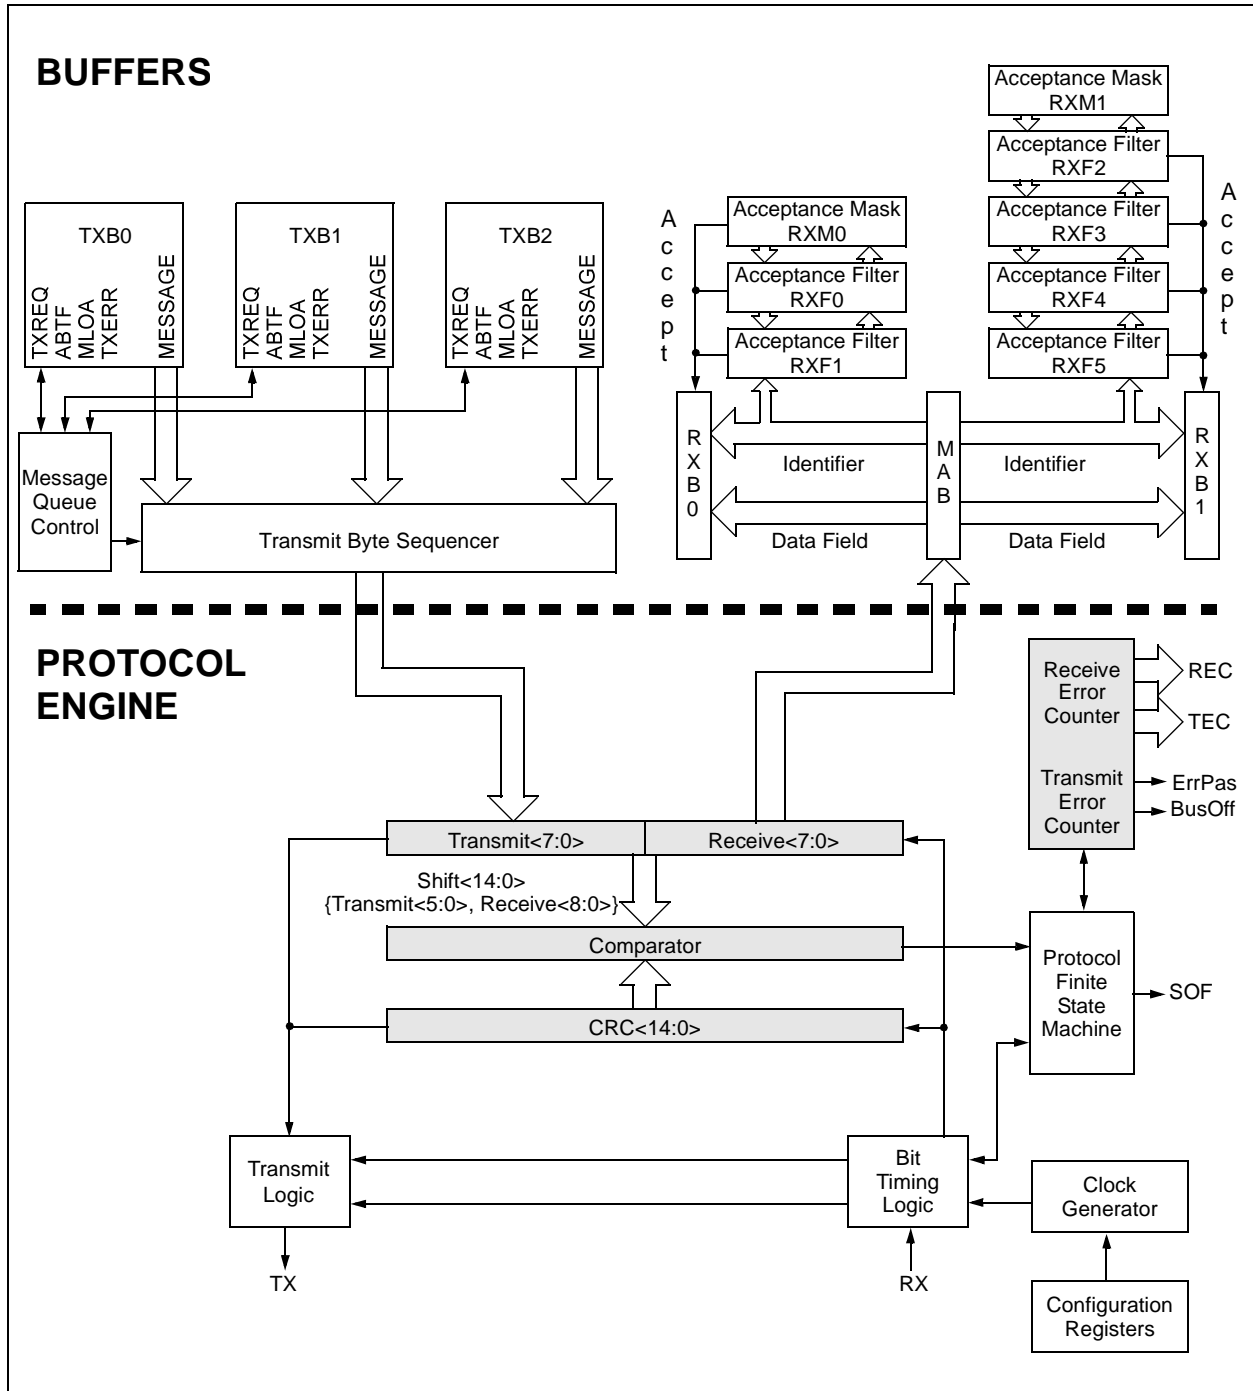 BUFFERS
TXB0
TXREQ
ABTF
MLOA
TXERR
MESSAGE
TXB1
TXREQ
ABTF
MLOA
TXERR
MESSAGE
TXB2
TXREQ
ABTF
MLOA
TXERR
MESSAGE
Message
Queue
Control
Transmit Byte Sequencer
Accept
Acceptance Mask
RXM0
Acceptance Filter
RXF0
Acceptance Filter
RXF1
Acceptance Mask
RXM1
Acceptance Filter
RXF2
Acceptance Filter
RXF3
Acceptance Filter
RXF4
Acceptance Filter
RXF5
Accept
RXB0
Identifier
Data Field
MAB
Identifier
Data Field
RXB1
PROTOCOL
ENGINE
Receive
Error
Counter
REC
TEC
Transmit
Error
Counter
ErrPas
BusOff
Transmit<7:0>
Receive<7:0>
Shift<14:0>
{Transmit<5:0>, Receive<8:0>}
Comparator
CRC<14:0>
Protocol
Finite
State
Machine
SOF
Transmit
Logic
TX
Bit
Timing
Logic
RX
Clock
Generator
Configuration
Registers